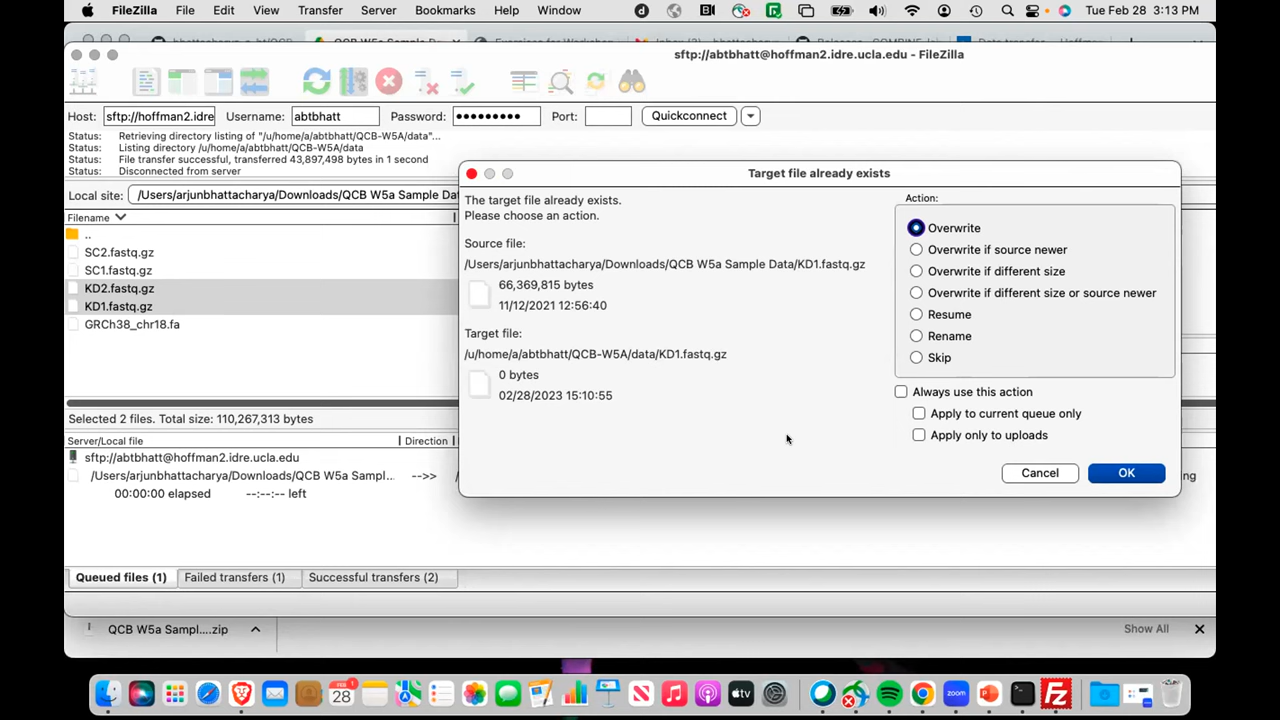 FileZilla File Edit View Transfer Server Bookmarks Help Window Tue Feb 28 3:13 PM
sftp://abtbhatt@hoffman2.idre.ucla.edu - FileZilla
Host: sftp://hoffman2.idre Username: abtbhatt Password: ●●●●●●●●● Port: Quickconnect
Status: Retrieving directory listing of "/u/home/a/abtbhatt/QCB-W5A/data"...
Status: Listing directory /u/home/a/abtbhatt/QCB-W5A/data
Status: File transfer successful, transferred 43,897,498 bytes in 1 second
Status: Disconnected from server
Local site: /Users/arjunbhattacharya/Downloads/QCB W5a Sample Dat
Filename
..
SC2.fastq.gz
SC1.fastq.gz
KD2.fastq.gz
KD1.fastq.gz
GRCh38_chr18.fa
Selected 2 files. Total size: 110,267,313 bytes
Server/Local file Direction
sftp://abtbhatt@hoffman2.idre.ucla.edu
/Users/arjunbhattacharya/Downloads/QCB W5a Sampl... -->>
00:00:00 elapsed --:--:-- left
Queued files (1) Failed transfers (1) Successful transfers (2)
Target file already exists
The target file already exists.
Please choose an action.
Source file:
/Users/arjunbhattacharya/Downloads/QCB W5a Sample Data/KD1.fastq.gz
66,369,815 bytes
11/12/2021 12:56:40
Target file:
/u/home/a/abtbhatt/QCB-W5A/data/KD1.fastq.gz
0 bytes
02/28/2023 15:10:55
Action:
Overwrite
Overwrite if source newer
Overwrite if different size
Overwrite if different size or source newer
Resume
Rename
Skip
Always use this action
Apply to current queue only
Apply only to uploads
Cancel OK
QCB W5a Sampl....zip
Show All
FEB
28
zoom